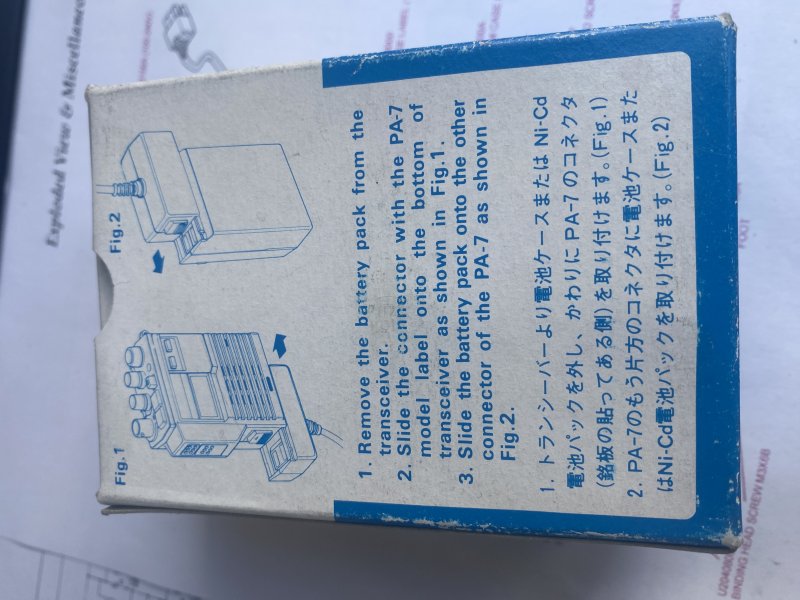 Exploded View & Miscellaneous
Fig.1
Fig.2
1. Remove the battery pack from the
transceiver.
2. Slide the connector with the PA-7
model label onto the bottom of
transceiver as shown in Fig.1.
3. Slide the battery pack onto the other
connector of the PA-7 as shown in
Fig.2.
1. トランシーバーより電池ケースまたは Ni-Cd
電池パックを外し、かわりにPA-7のコネクタ
(銘板の貼ってある側)を取り付けます。(Fig.1)
2. PA-7のもう片方のコネクタに電池ケースまた
はNi-Cd電池パックを取り付けます。(Fig.2)
FOOT
BINDING HEAD SCREW M3X6B